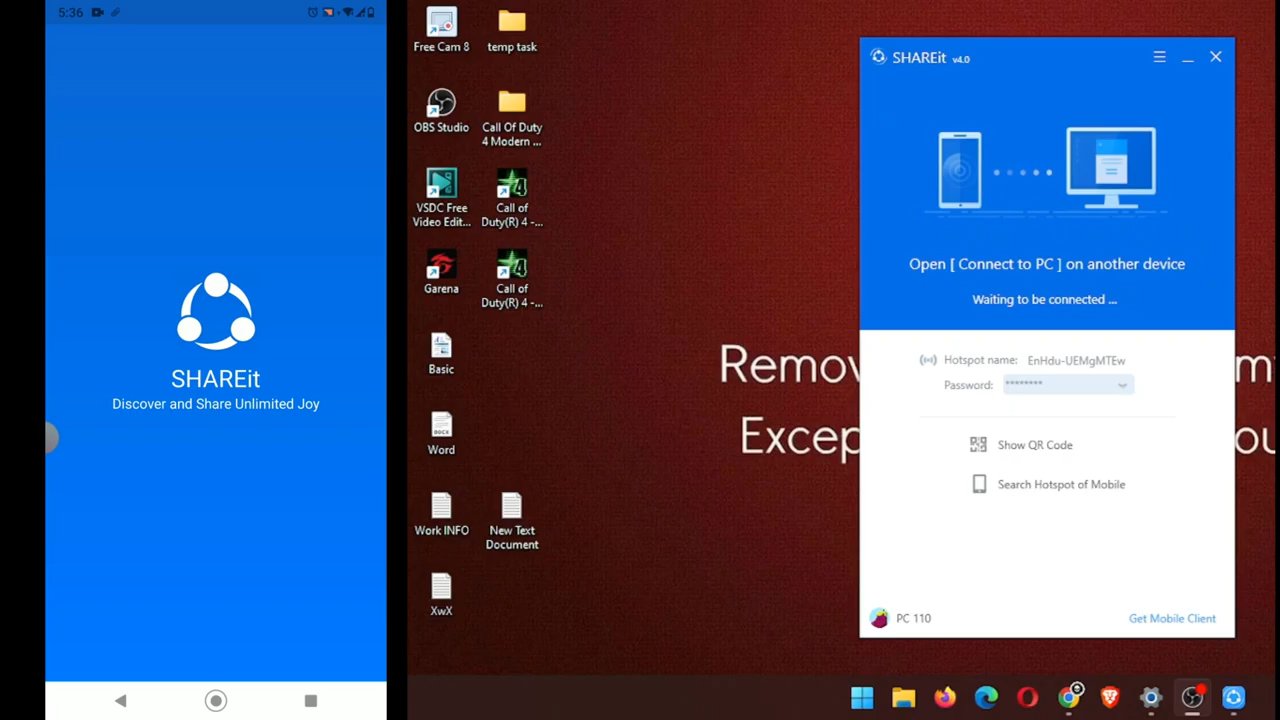 5:36
SHAREit
Discover and Share Unlimited Joy
Free Cam 8
temp task
OBS Studio
Call Of Duty
4 Modern ...
VSDC Free
Video Edit...
Call of
Duty(R) 4 -...
Garena
Call of
Duty(R) 4 -...
Basic
Word
Work INFO
New Text
Document
XwX
Remov
Excep
m
ou
SHAREit v4.0
Open [ Connect to PC ] on another device
Waiting to be connected ...
Hotspot name: EnHdu-UEMgMTEw
Password: ********
Show QR Code
Search Hotspot of Mobile
PC 110
Get Mobile Client